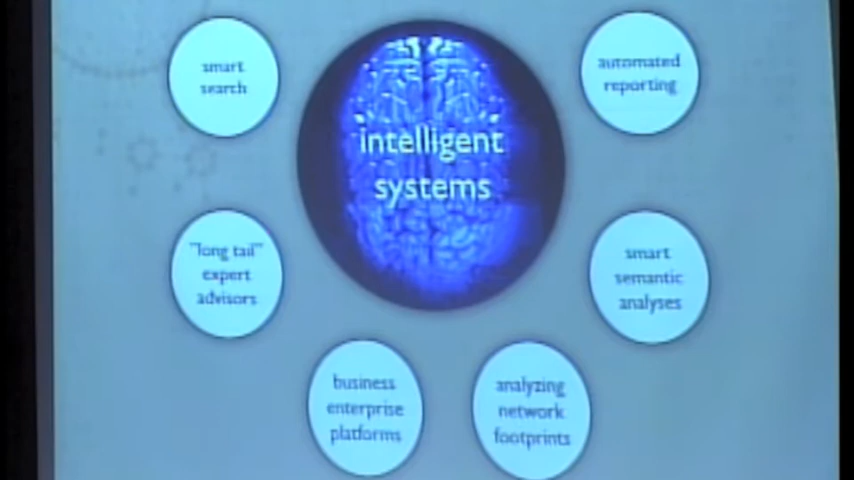 smart
search
intelligent
systems
automated
reporting
"long tail"
expert
advisors
smart
semantic
analyses
business
enterprise
platforms
analyzing
network
footprints